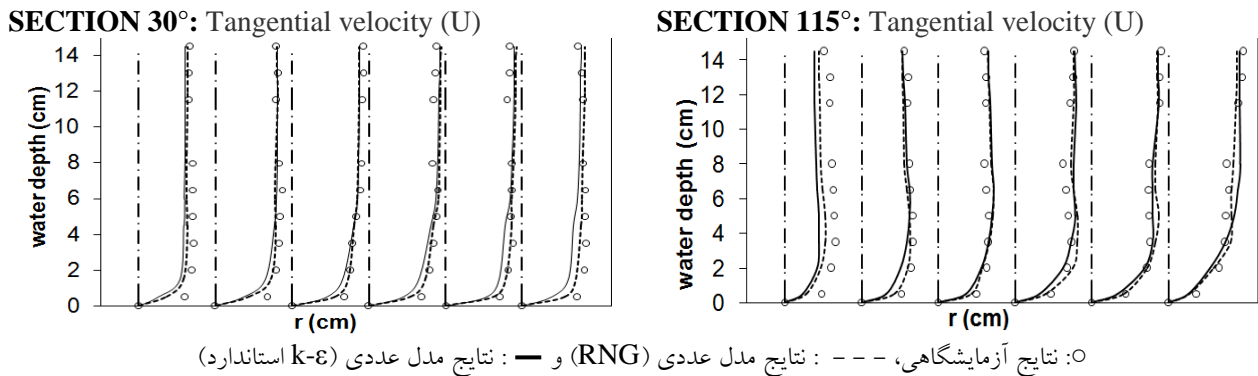 SECTION 30°: Tangential velocity (U)
SECTION 115°: Tangential velocity (U)
water depth (cm)
14
12
10
8
6
4
2
0
r (cm)
water depth (cm)
14
12
10
8
6
4
2
0
r (cm)
○: نتایج آزمایشگاهی، - - - : نتایج مدل عددی (RNG) و — : نتایج مدل عددی (k-ε استاندارد)